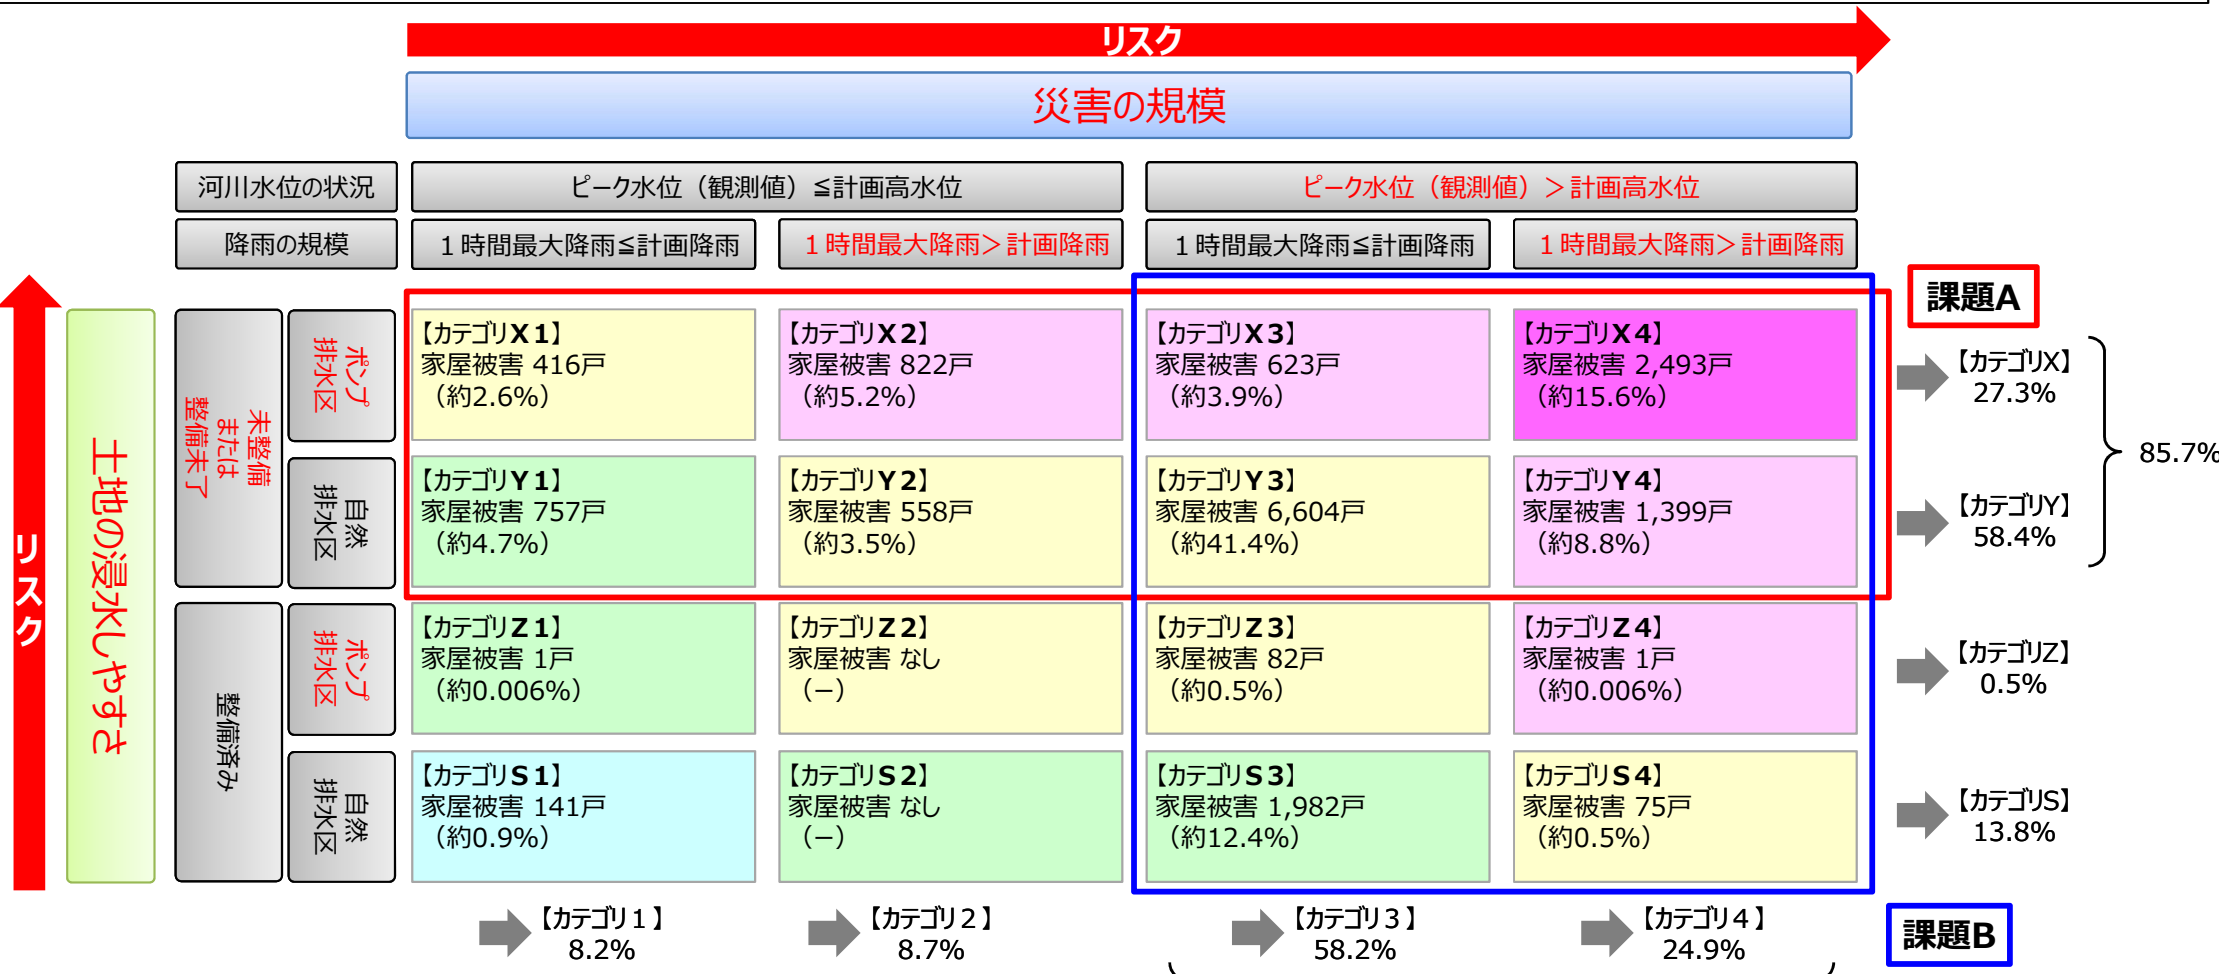 リスク
災害の規模
河川水位の状況
ピーク水位（観測値）≦計画高水位
ピーク水位（観測値）＞計画高水位
降雨の規模
１時間最大降雨≦計画降雨
１時間最大降雨＞計画降雨
１時間最大降雨≦計画降雨
１時間最大降雨＞計画降雨
課題A
リスク
土地の浸水しやすさ
未整備
または
整備未了
ポンプ
排水区
【カテゴリX１】
家屋被害 416戸
（約2.6%）
【カテゴリX２】
家屋被害 822戸
（約5.2%）
【カテゴリX３】
家屋被害 623戸
（約3.9%）
【カテゴリX４】
家屋被害 2,493戸
（約15.6%）
【カテゴリX】
27.3%
85.7%
自然
排水区
【カテゴリY１】
家屋被害 757戸
（約4.7%）
【カテゴリY２】
家屋被害 558戸
（約3.5%）
【カテゴリY３】
家屋被害 6,604戸
（約41.4%）
【カテゴリY４】
家屋被害 1,399戸
（約8.8%）
【カテゴリY】
58.4%
整備済み
ポンプ
排水区
【カテゴリZ１】
家屋被害 1戸
（約0.006%）
【カテゴリZ２】
家屋被害 なし
（−）
【カテゴリZ３】
家屋被害 82戸
（約0.5%）
【カテゴリZ４】
家屋被害 1戸
（約0.006%）
【カテゴリZ】
0.5%
自然
排水区
【カテゴリS１】
家屋被害 141戸
（約0.9%）
【カテゴリS２】
家屋被害 なし
（−）
【カテゴリS３】
家屋被害 1,982戸
（約12.4%）
【カテゴリS４】
家屋被害 75戸
（約0.5%）
【カテゴリS】
13.8%
【カテゴリ１】
8.2%
【カテゴリ２】
8.7%
【カテゴリ３】
58.2%
【カテゴリ４】
24.9%
課題B